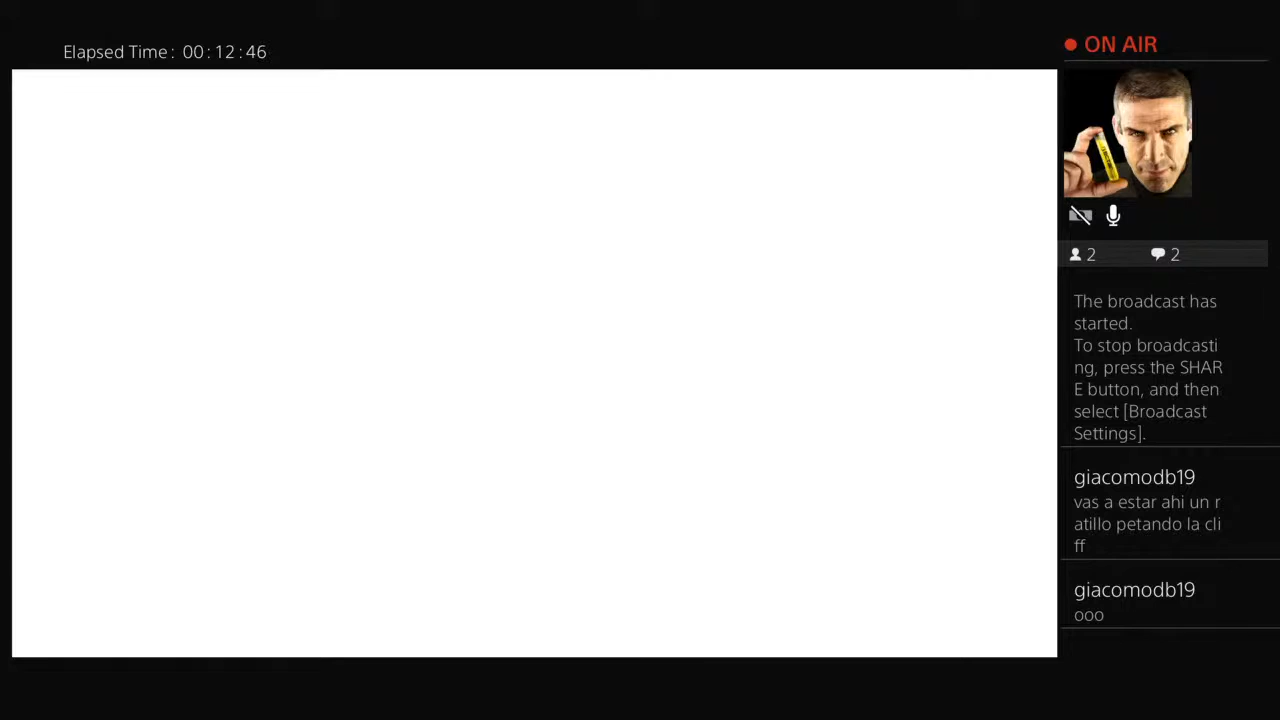 Elapsed Time: 00:12:46
ON AIR
2 2
The broadcast has
started.
To stop broadcasti
ng, press the SHAR
E button, and then
select [Broadcast
Settings].
giacomodb19
vas a estar ahi un r
atillo petando la cli
ff
giacomodb19
ooo